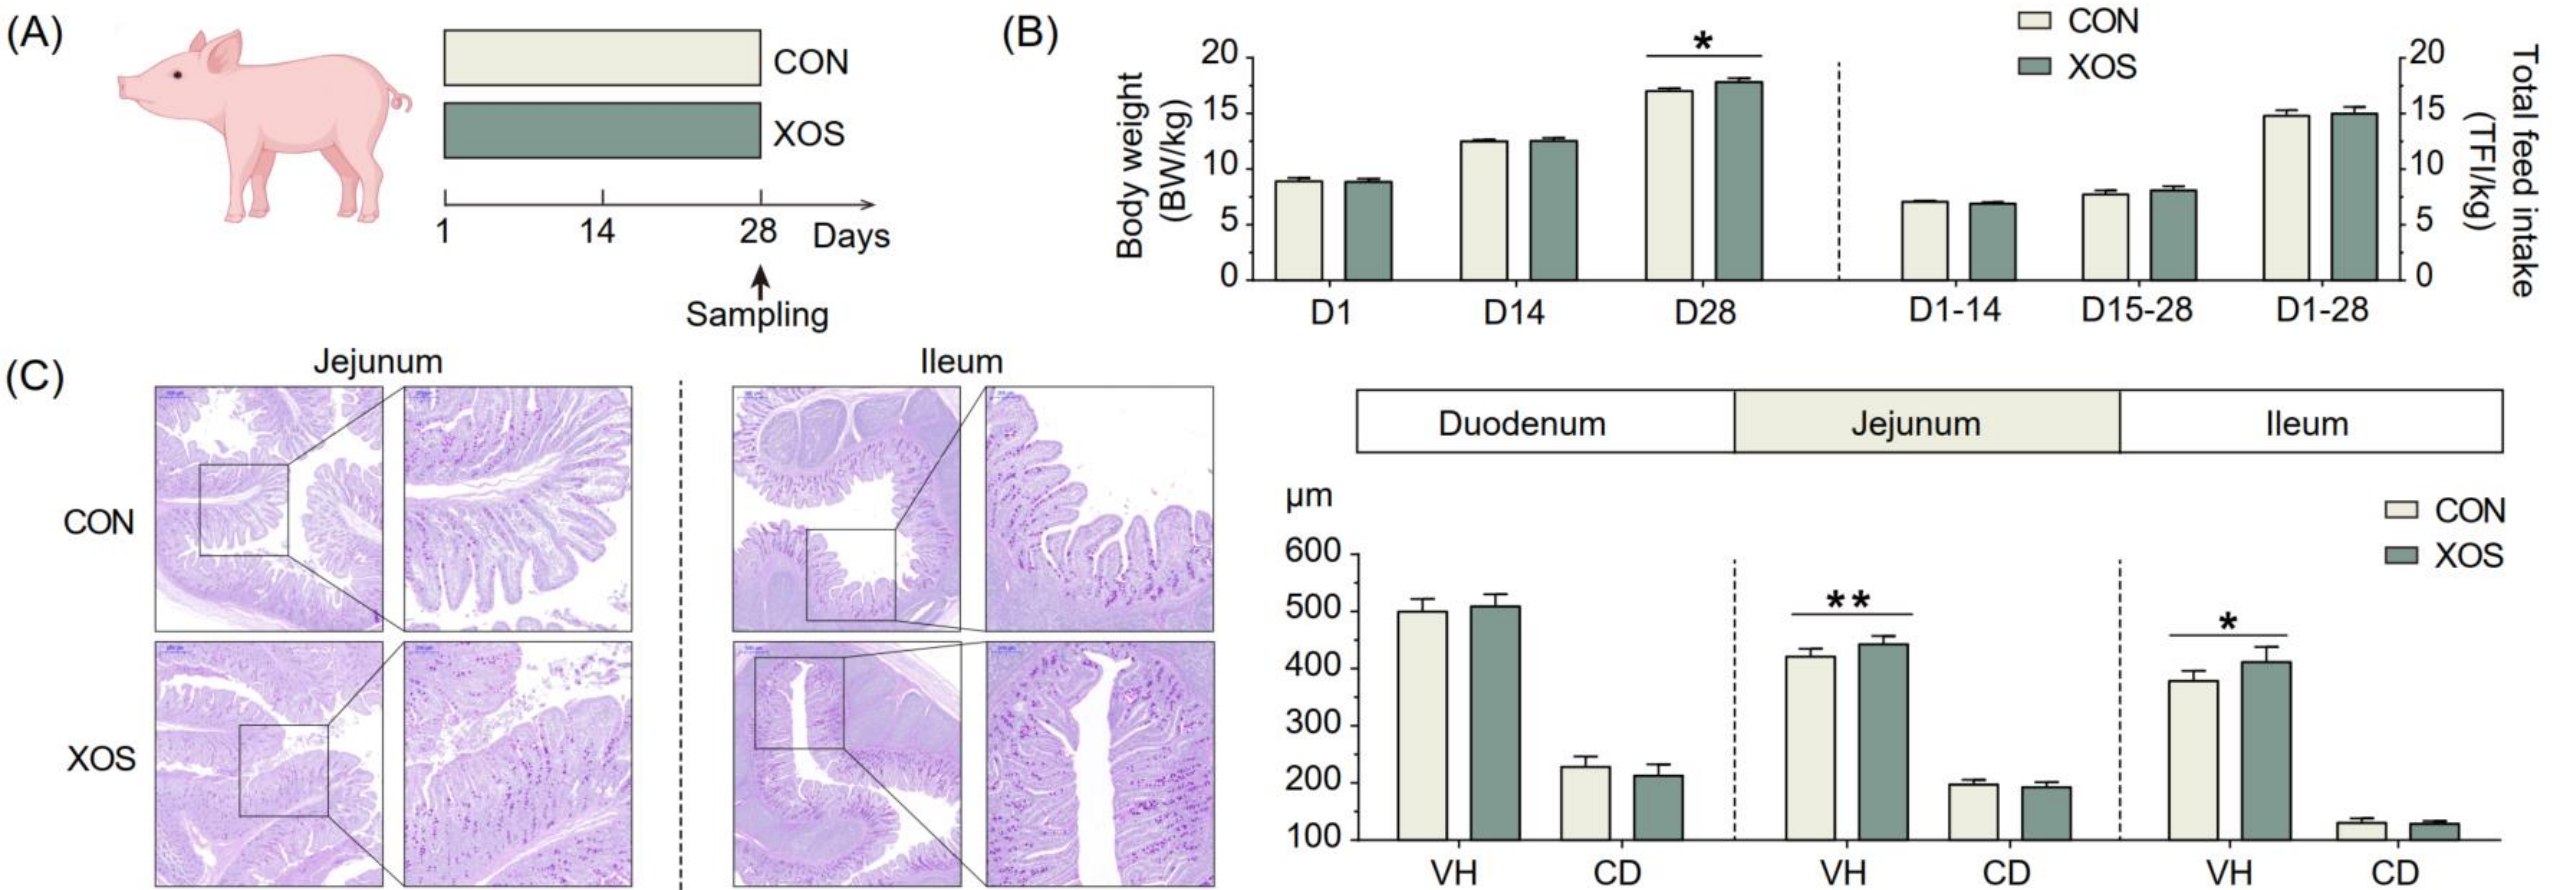 (A)
CON
XOS
1 14 28 Days
Sampling
(B)
CON
XOS
Body weight
(BW/kg)
20
15
10
5
0
*
D1 D14 D28 D1-14 D15-28 D1-28
20
15
10
5
0
Total feed intake
(TFI/kg)
(C)
Jejunum Ileum
CON
XOS
Duodenum Jejunum Ileum
µm
CON
XOS
600
500
400
300
200
100
**
*
VH CD VH CD VH CD